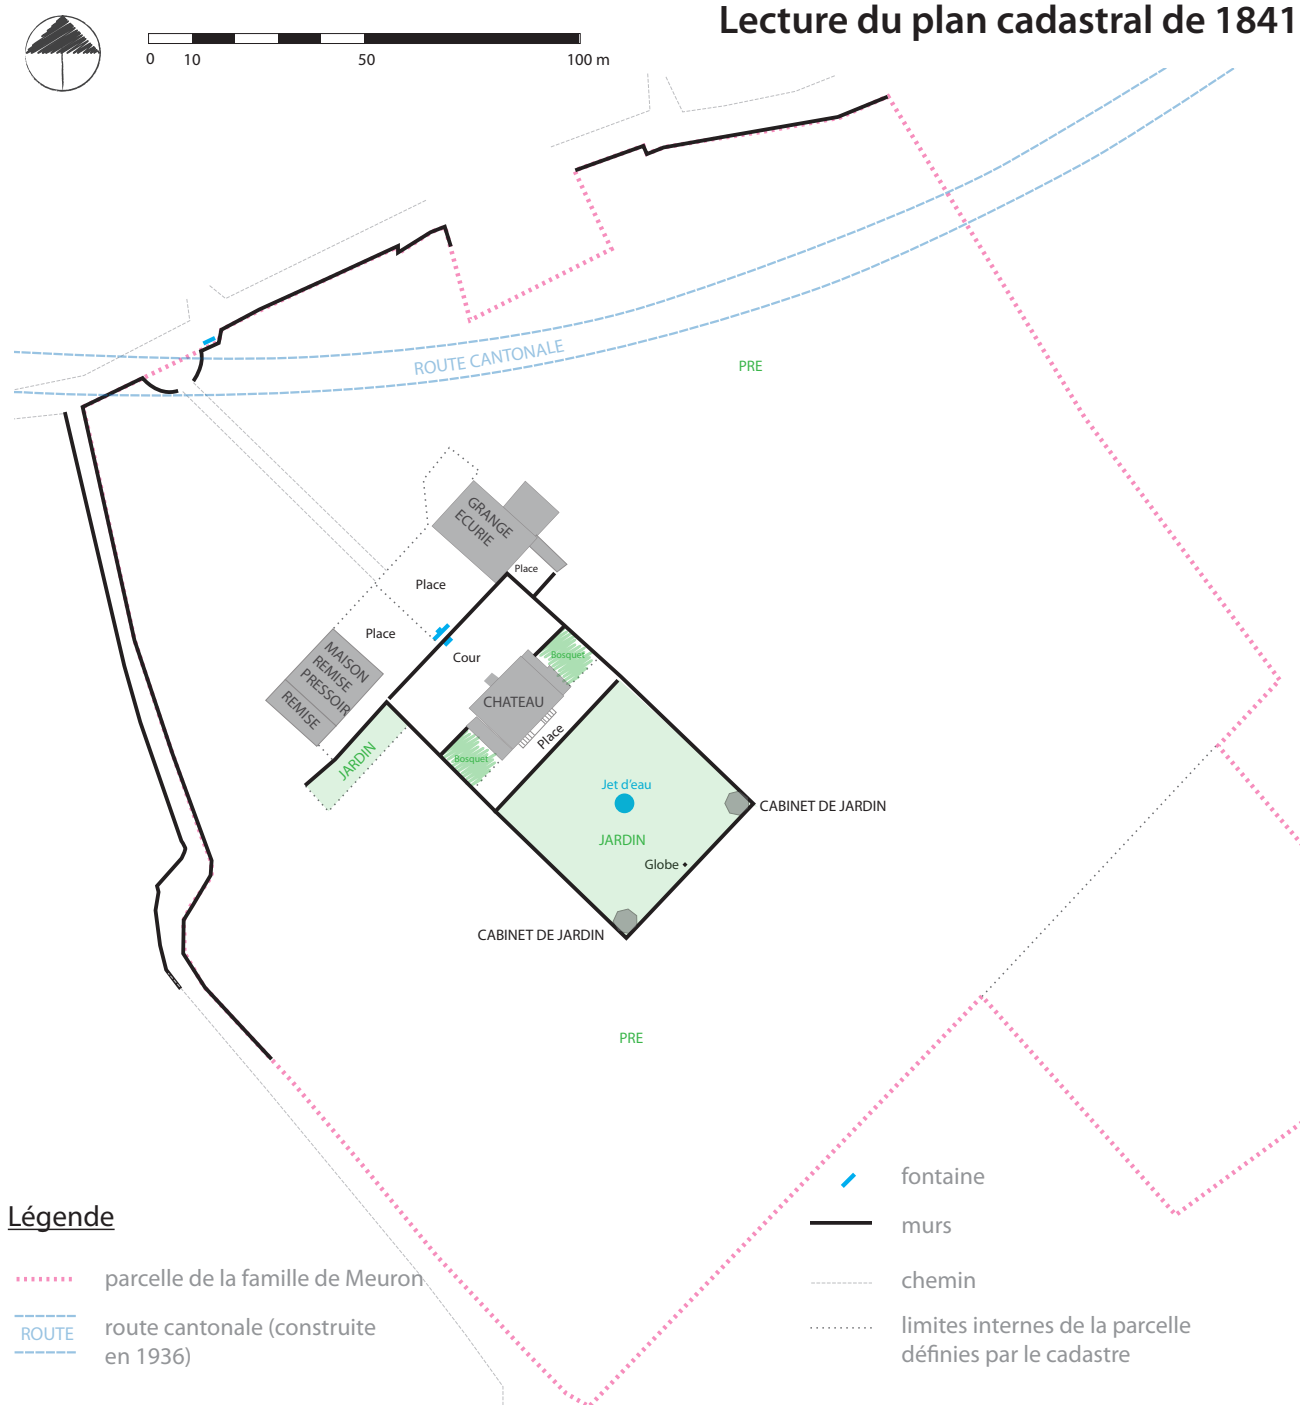 Lecture du plan cadastral de 1841
0 10 50 100 m
ROUTE CANTONALE
PRE
GRANGE
ECURIE
Place
Place
Place
MAISON
REMISE
PRESSOIR
REMISE
Cour
Bosquet
CHATEAU
Place
Bosquet
JARDIN
Jet d'eau
CABINET DE JARDIN
JARDIN
Globe
CABINET DE JARDIN
PRE
Légende
parcelle de la famille de Meuron
ROUTE
route cantonale (construite
en 1936)
fontaine
murs
chemin
limites internes de la parcelle
définies par le cadastre